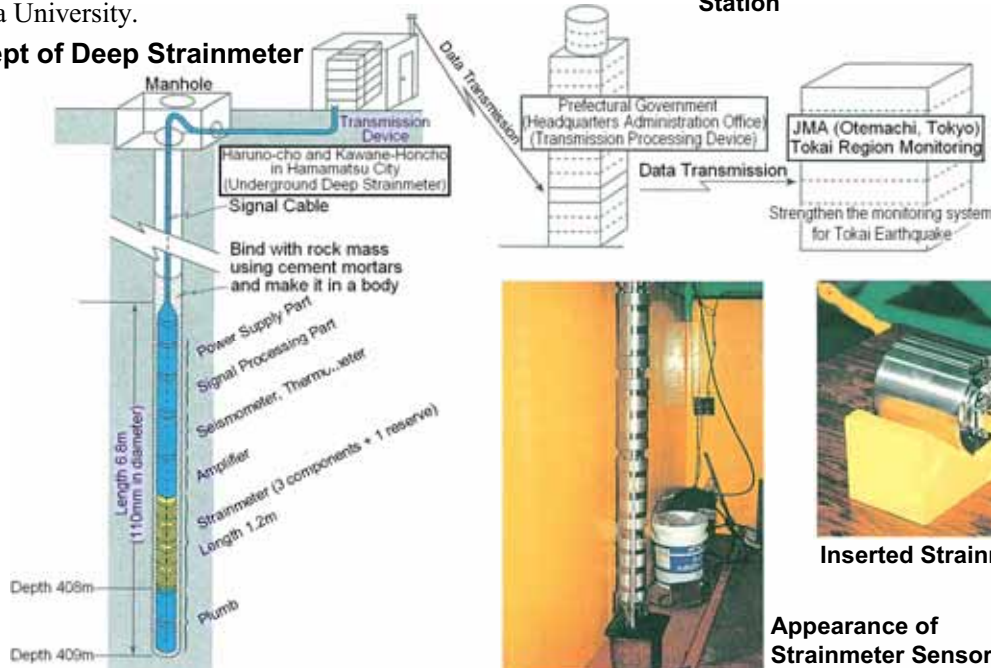 a University.
Station
ept of Deep Strainmeter
Manhole
Transmission
Device
Haruno-cho and Kawane-Honcho
in Hamamatsu City
(Underground Deep Strainmeter)
Signal Cable
Bind with rock mass
using cement mortars
and make it in a body
Power Supply Part
Signal Processing Part
Seismometer,
Amplifier
Strainmeter (3 components + 1 reserve)
Length 1.2m
Plumb
Length 6.8m
(110mm in diameter)
Depth 408m
Depth 409m
Data Transmission
Prefectural Government
(Headquarters Administration Office)
(Transmission Processing Device)
Data Transmission
JMA (Otemachi, Tokyo)
Tokai Region Monitoring
Strengthen the monitoring system
for Tokai Earthquake
Inserted Strainm
Appearance of
Strainmeter Sensor